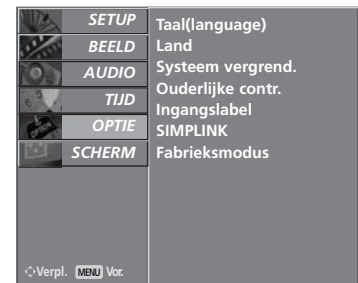 SETUP
BEELD
AUDIO
TIJD
OPTIE
SCHERM
Taal(language)
Land
Systeem vergrend.
Ouderlijke contr.
Ingangslabel
SIMPLINK
Fabrieksmodus
Verpl. MENU Vor.